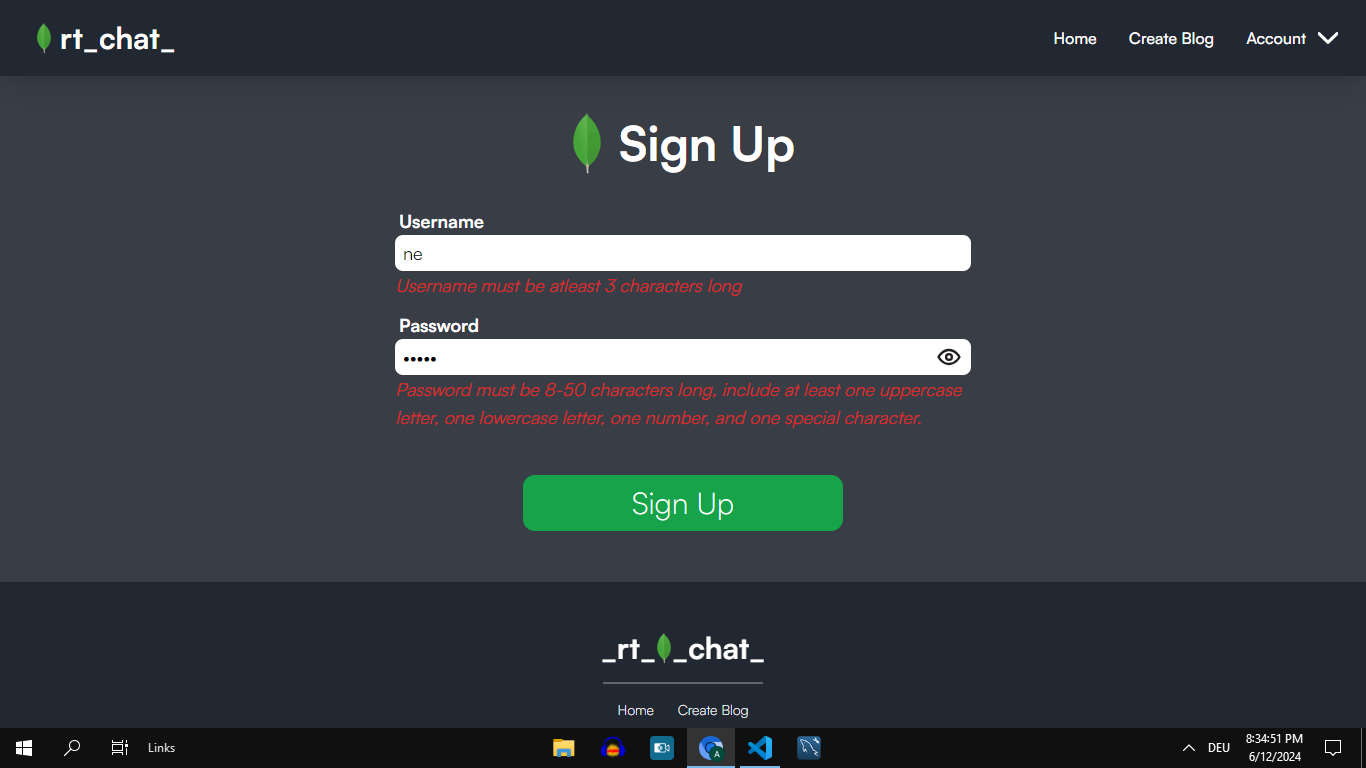 rt_chat_
Home Create Blog Account
Sign Up
Username
ne
Username must be atleast 3 characters long
Password
•••••
Password must be 8-50 characters long, include at least one uppercase
letter, one lowercase letter, one number, and one special character.
Sign Up
_rt_ _chat_
Home Create Blog
Links
A
DEU
8:34:51 PM
6/12/2024